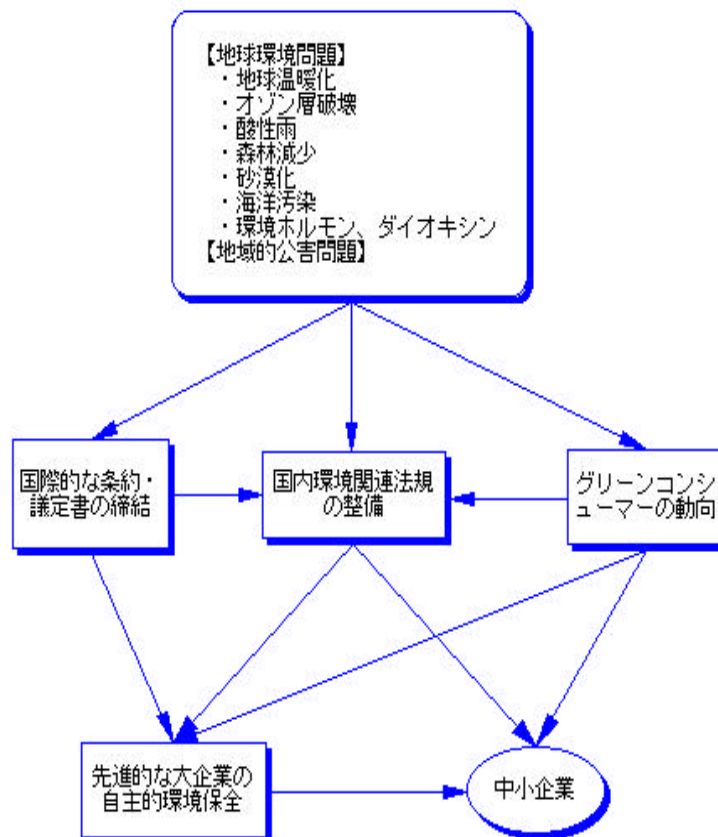 【地球環境問題】
・地球温暖化
・オゾン層破壊
・酸性雨
・森林減少
・砂漠化
・海洋汚染
・環境ホルモン、ダイオキシン
【地域的公害問題】
国際的な条約・
議定書の締結
国内環境関連法規
の整備
グリーンコンシ
ューマーの動向
先進的な大企業の
自主的環境保全
中小企業